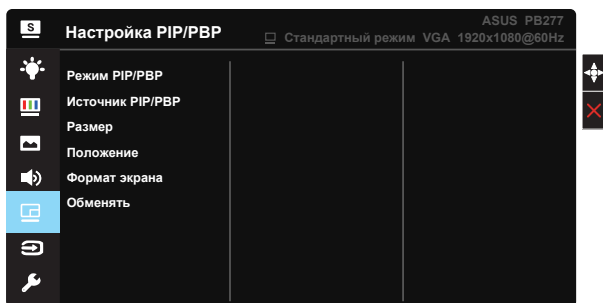 S
ASUS PB277
Настройка PIP/PBP
Стандартный режим VGA 1920x1080@60Hz
Режим PIP/PBP
Источник PIP/PBP
Размер
Положение
Формат экрана
Обменять